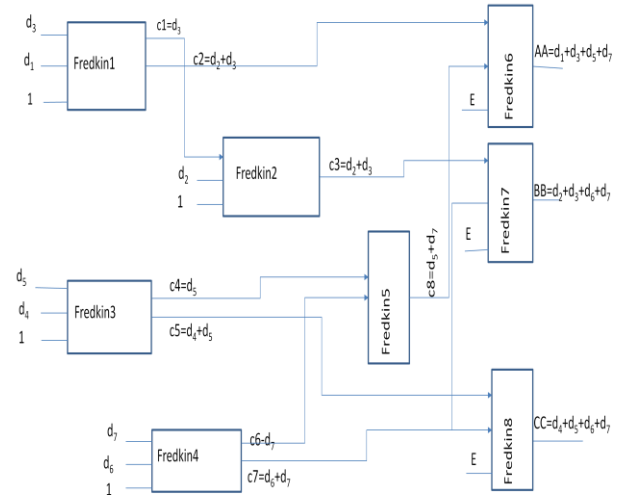 d3
c1=d3
d1
Fredkin1
c2=d2+d3
1
Fredkin6
AA=d1+d3+d5+d7
E
d2
Fredkin2
c3=d2+d3
1
Fredkin7
BB=d2+d3+d6+d7
E
d5
c4=d5
d4
Fredkin3
c5=d4+d5
1
Fredkin5
c8=d5+d7
d7
c6-d7
d6
Fredkin4
c7=d6+d7
1
Fredkin8
CC=d4+d5+d6+d7
E